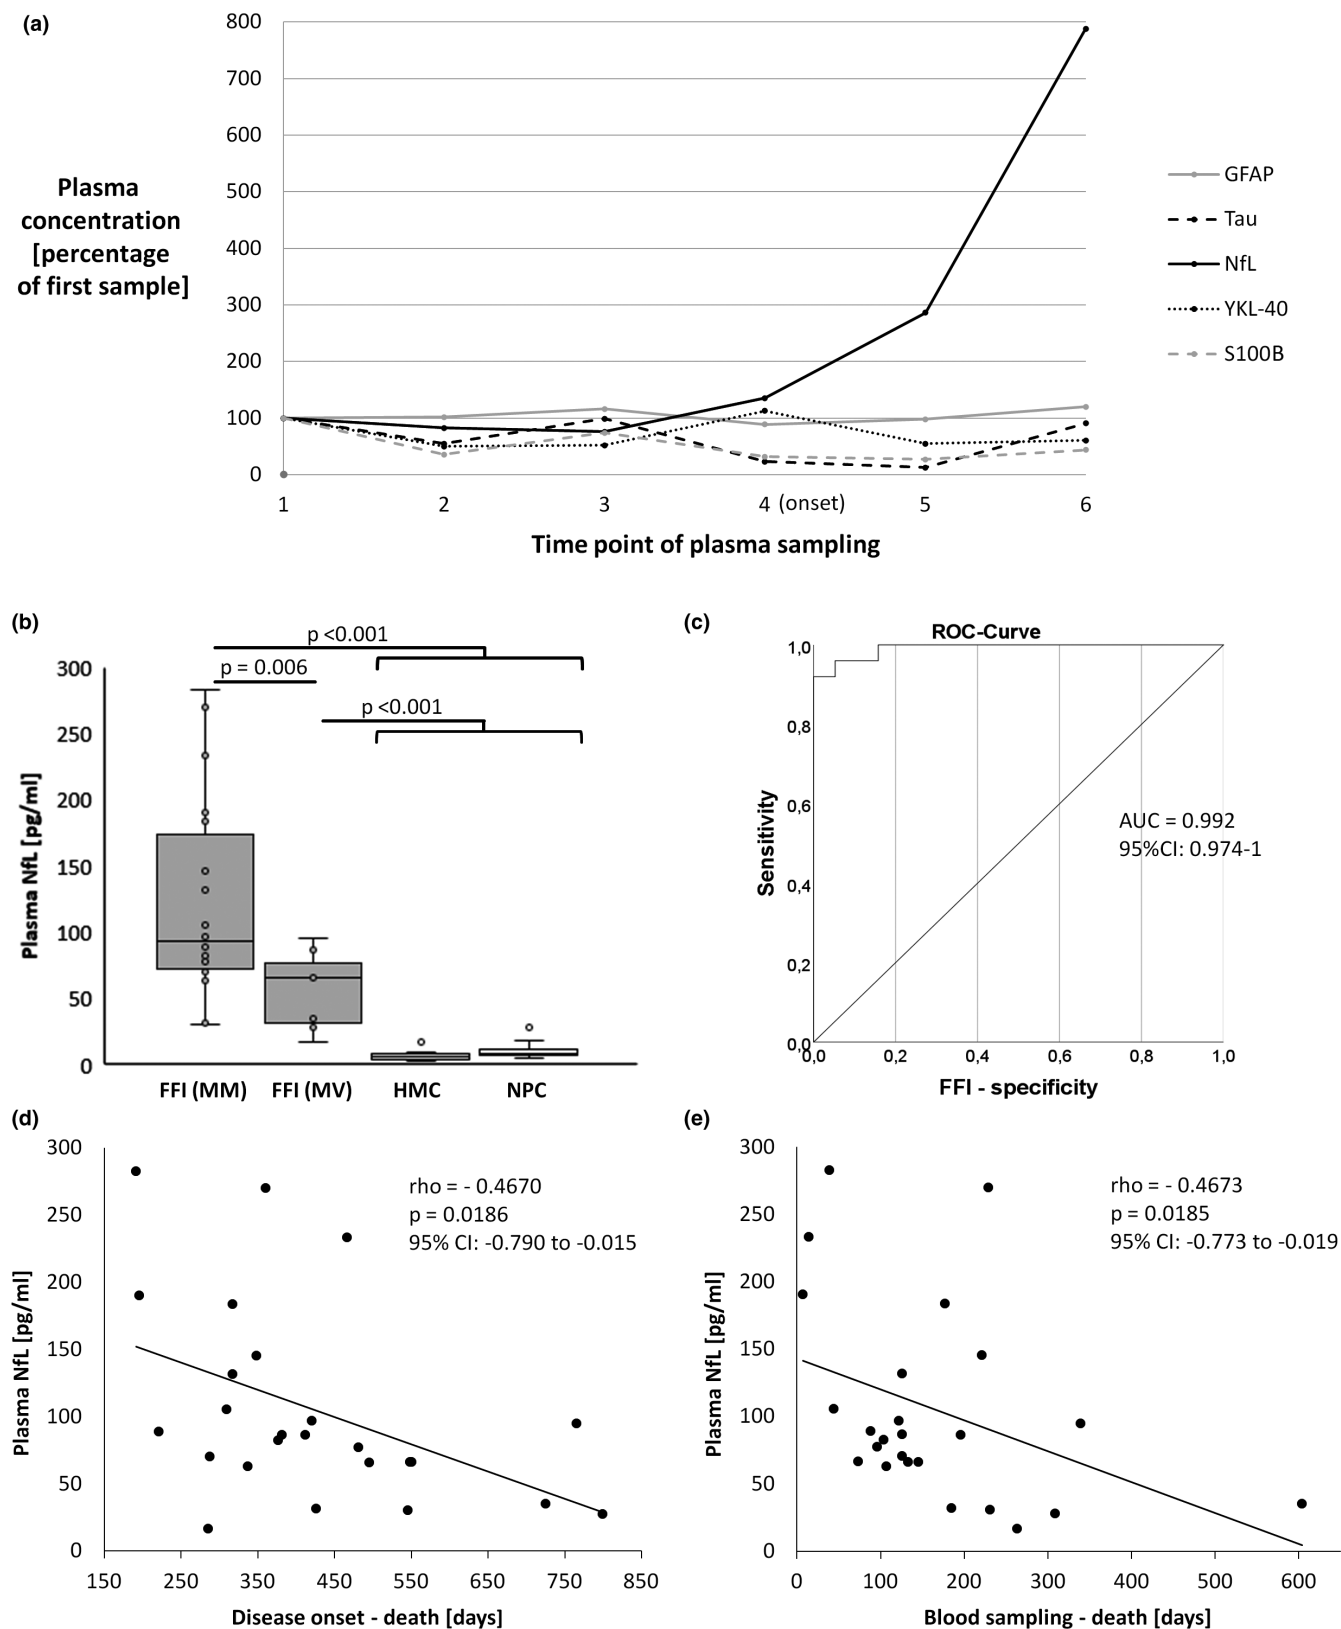 (a)
800
700
600
500
400
300
200
100
0
Plasma
concentration
[percentage
of first sample]
1 2 3 4 (onset) 5 6
Time point of plasma sampling
GFAP
Tau
NfL
YKL-40
S100B
(b)
p <0.001
p = 0.006
p <0.001
300
250
200
150
100
50
0
Plasma NfL [pg/ml]
FFI (MM) FFI (MV) HMC NPC
(c)
ROC-Curve
1,0
0,8
0,6
0,4
0,2
0,0
Sensitivity
AUC = 0.992
95%CI: 0.974-1
0,0 0,2 0,4 0,6 0,8 1,0
FFI - specificity
(d)
300
250
200
150
100
50
0
Plasma NfL [pg/ml]
rho = - 0.4670
p = 0.0186
95% CI: -0.790 to -0.015
150 250 350 450 550 650 750 850
Disease onset - death [days]
(e)
300
250
200
150
100
50
0
Plasma NfL [pg/ml]
rho = - 0.4673
p = 0.0185
95% CI: -0.773 to -0.019
0 100 200 300 400 500 600
Blood sampling - death [days]